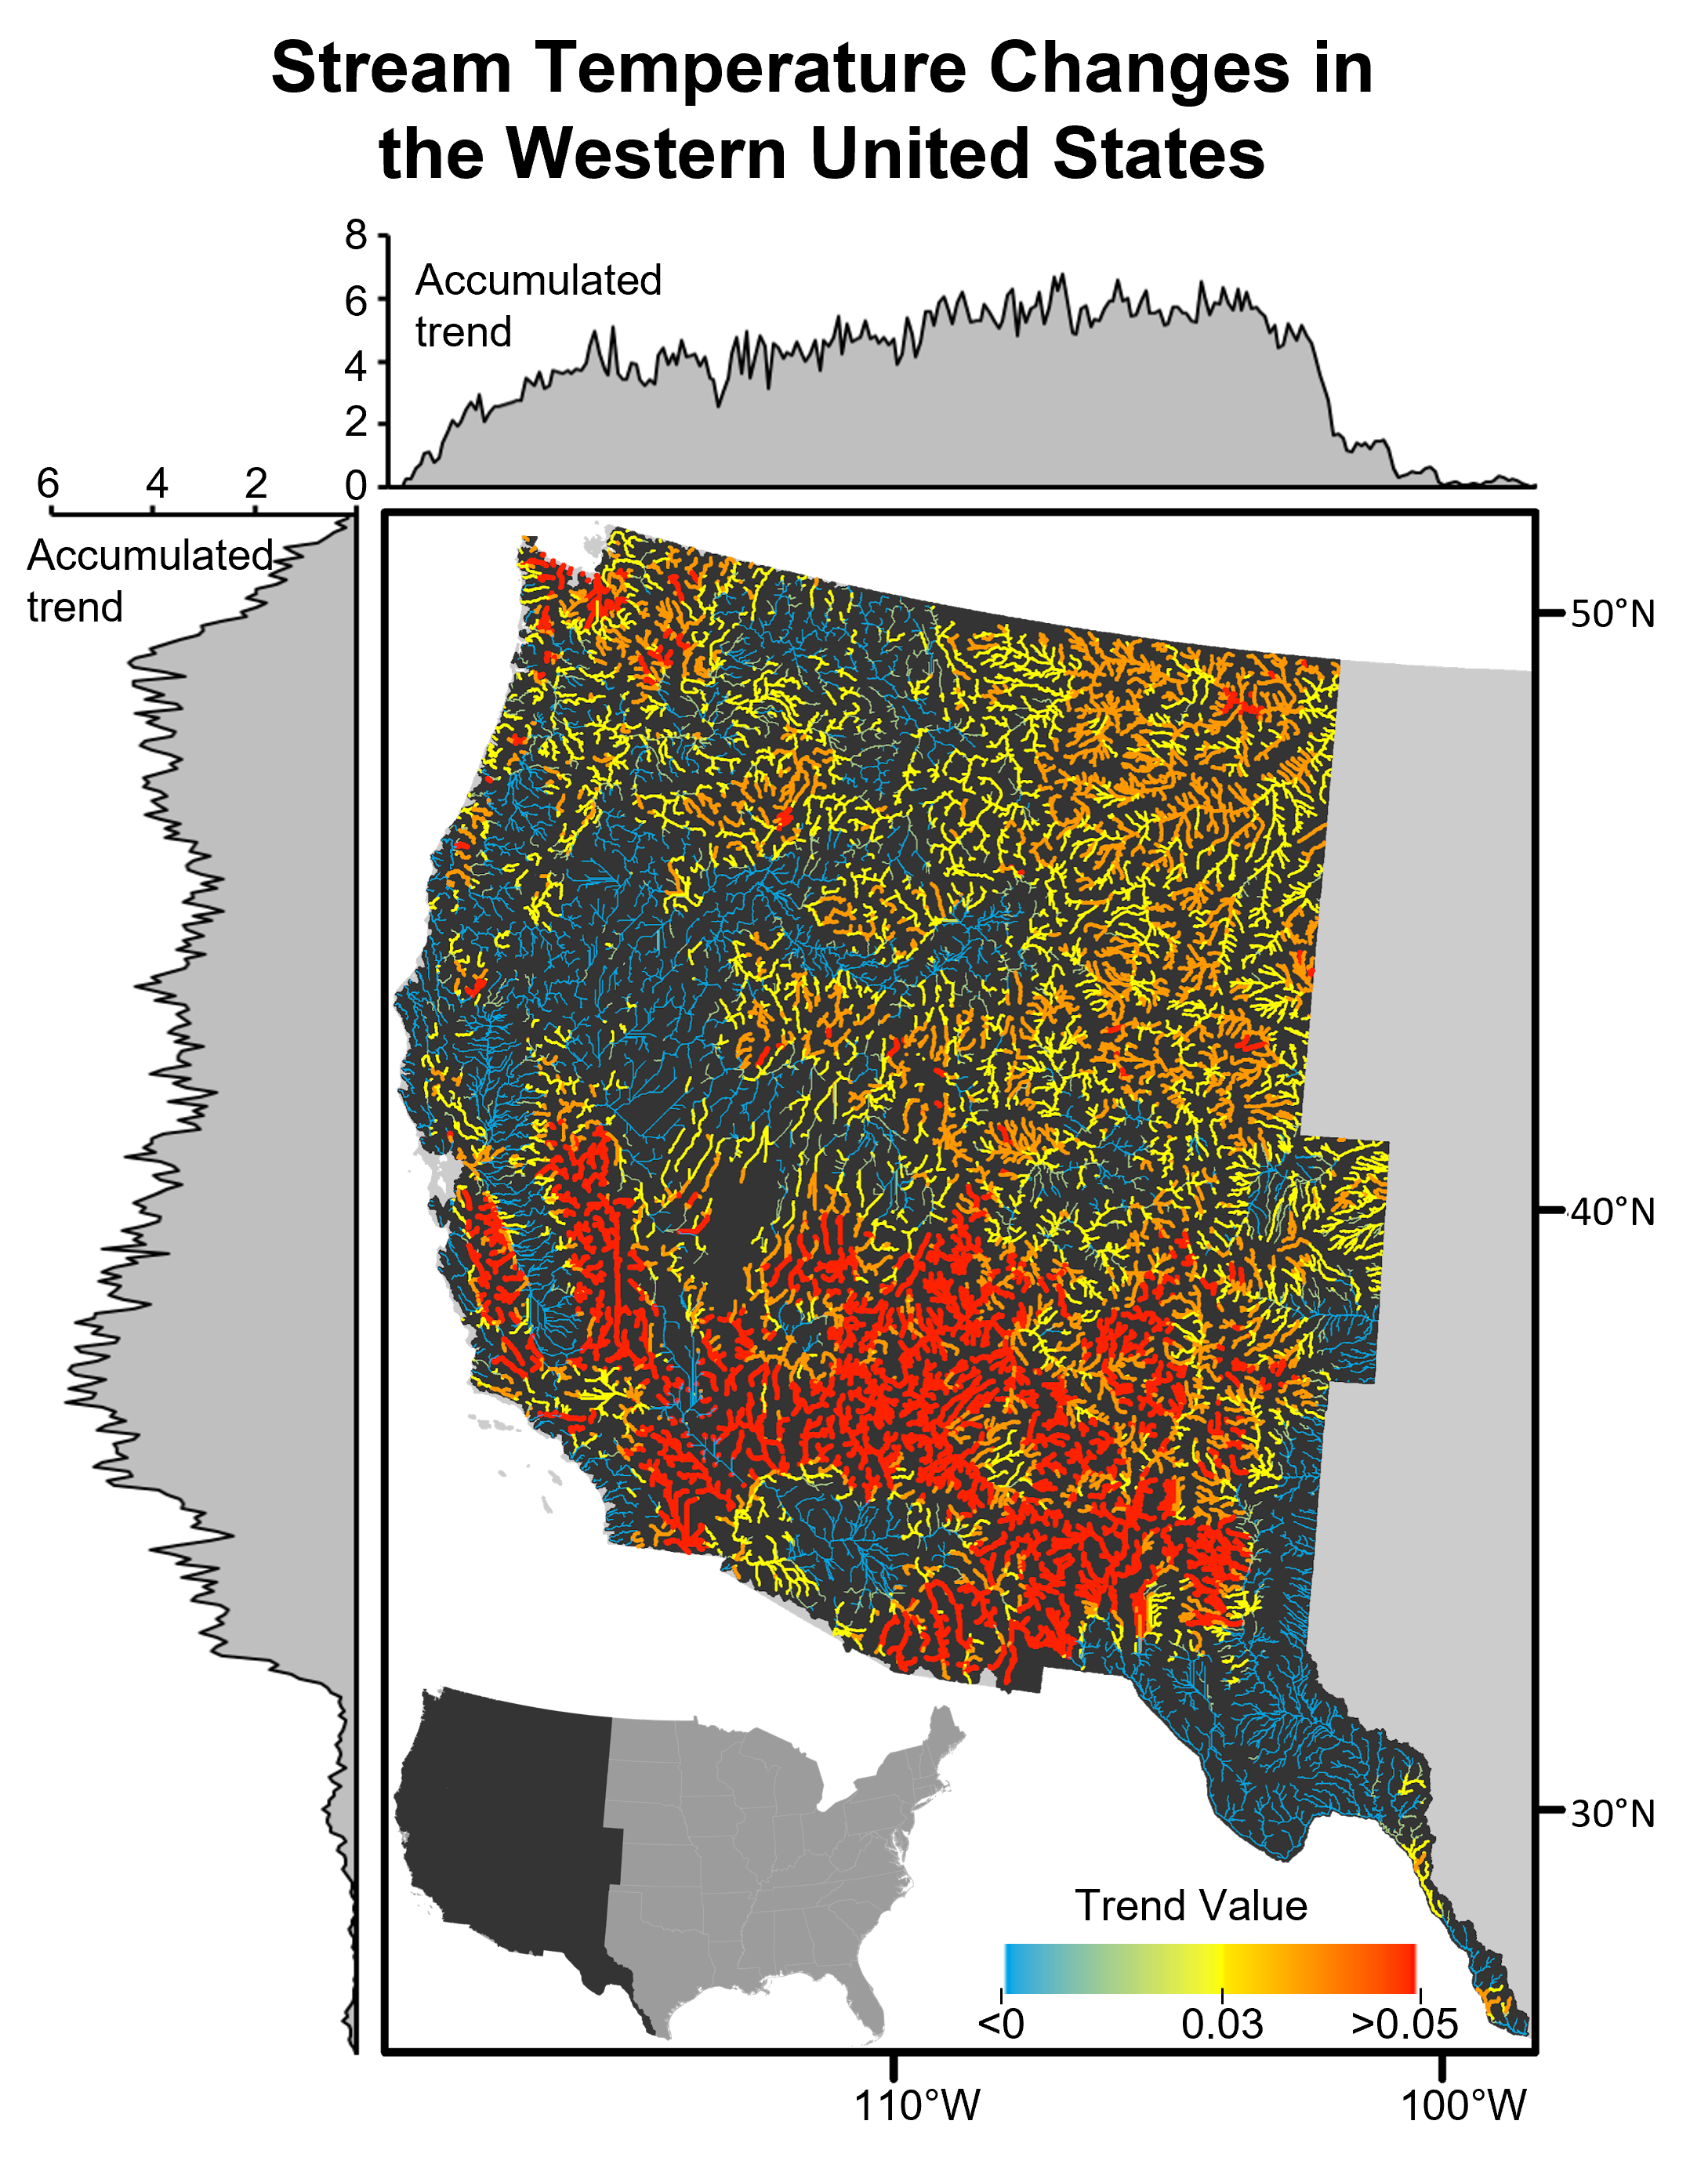 Stream Temperature Changes in
the Western United States
8
6
4
2
0
Accumulated
trend
6 4 2
Accumulated
trend
50°N
40°N
30°N
Trend Value
<0 0.03 >0.05
110°W 100°W